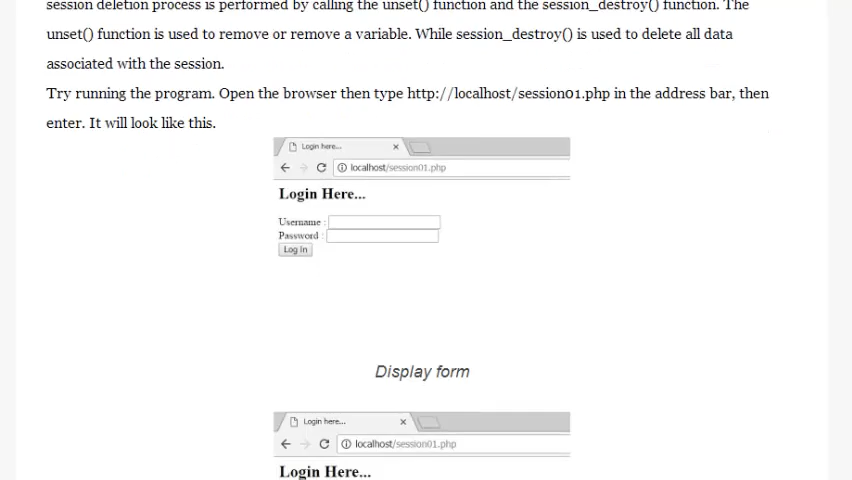 session deletion process is performed by calling the unset() function and the session_destroy() function. The
unset() function is used to remove or remove a variable. While session_destroy() is used to delete all data
associated with the session.
Try running the program. Open the browser then type http://localhost/session01.php in the address bar, then
enter. It will look like this.
Login here...
localhost/session01.php
Login Here...
Username :
Password :
Log In
Display form
Login here...
localhost/session01.php
Login Here...